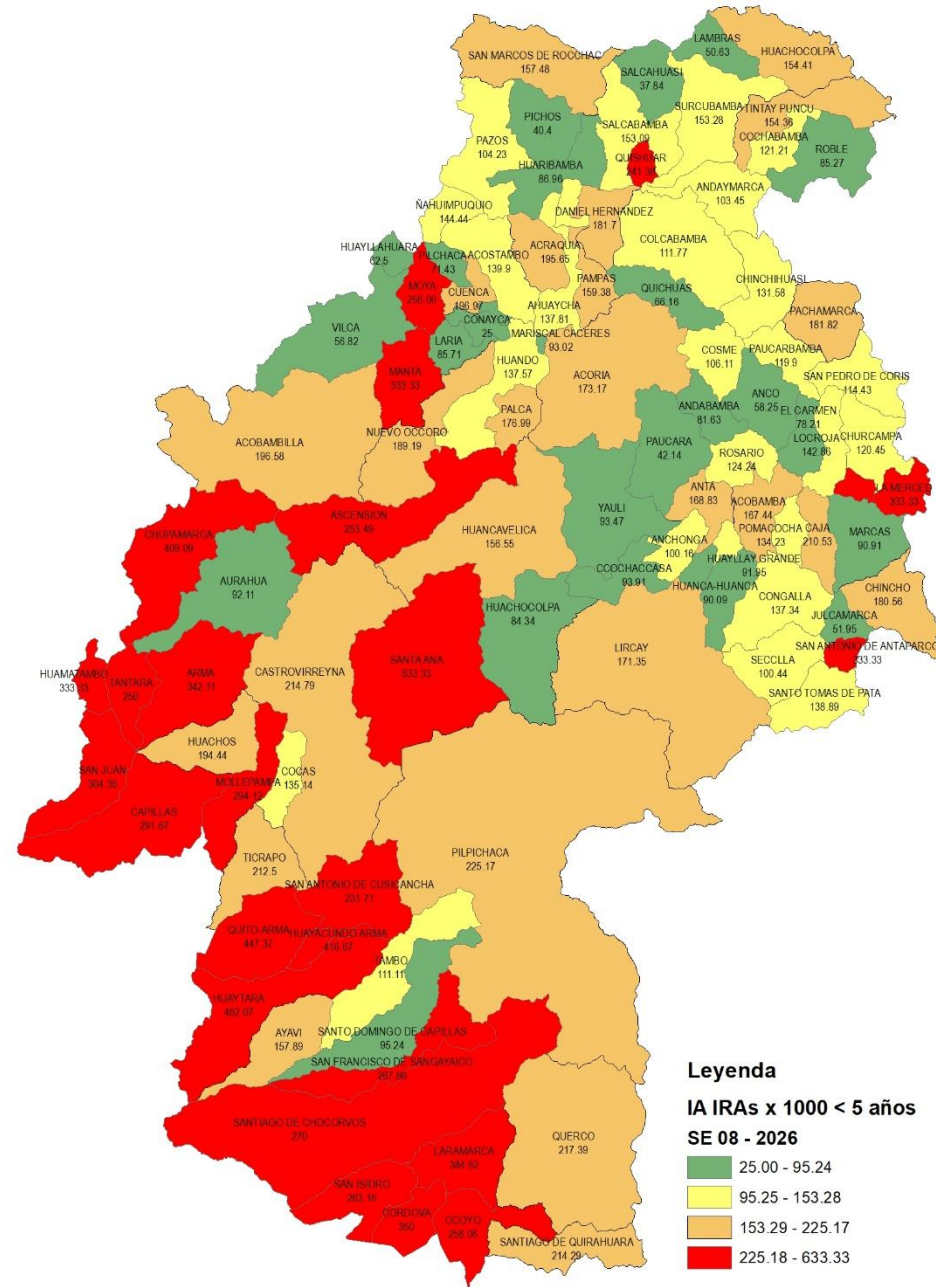 LAMBRAS
50.63
HUACHOCOLPA
154.41
SAN MARCOS DE ROCCHAC
157.48
SALCAHUASI
37.84
SURCUBAMBA
153.28
TINTAY PUNCU
154.36
PICHOS
40.4
SALCABAMBA
153.09
COCHABAMBA
121.21
ROBLE
85.27
PAZOS
104.23
HUARIBAMBA
86.96
QUISHUAR
241.38
ANDAYMARCA
103.45
ÑAHUIMPUQUIO
144.44
DANIEL HERNANDEZ
181.7
COLCABAMBA
111.77
HUAYLLAHUARA
62.5
PILCHACA
71.43
ACOSTAMBO
139.9
ACRAQUIA
195.65
PAMPAS
159.38
CHINCHIHUASI
131.58
MOYA
258.06
CUENCA
196.97
AHUAYCHA
137.81
QUICHUAS
66.16
PACHAMARCA
181.82
VILCA
56.82
CONAYCA
25
LARIA
85.71
MARISCAL CACERES
93.02
COSME
106.11
PAUCARBAMBA
119.9
MANTA
333.33
HUANDO
137.57
ACORIA
173.17
SAN PEDRO DE CORIS
114.43
PALCA
176.99
ANDABAMBA
81.63
ANCO
58.25
EL CARMEN
78.21
ACOBAMBILLA
196.58
NUEVO OCCORO
189.19
PAUCARA
42.14
LOCROJA
142.86
CHURCAMPA
120.45
ROSARIO
124.24
ASCENSION
253.49
YAULI
93.47
ANTA
168.83
ACOBAMBA
167.44
LA MERCED
333.33
CHUPAMARCA
409.09
HUANCAVELICA
156.55
ANCHONGA
100.16
POMACOCHA
134.23
CAJA
210.53
MARCAS
90.91
AURAHUA
92.11
CCOCHACCASA
93.91
HUAYLLAY GRANDE
91.95
HUANCA-HUANCA
90.09
CONGALLA
137.34
CHINCHO
180.56
HUACHOCOLPA
84.34
JULCAMARCA
51.95
LIRCAY
171.35
SAN ANTONIO DE ANTAPARCO
333.33
SECCLLA
100.44
SANTO TOMAS DE PATA
138.89
HUAMATAMBO
333.33
TANTARA
250
ARMA
342.11
CASTROVIRREYNA
214.79
SANTA ANA
633.33
HUACHOS
194.44
SAN JUAN
304.35
MOLLEPAMPA
294.12
COCAS
135.14
CAPILLAS
291.67
TICRAPO
212.5
PILPICHACA
225.17
SAN ANTONIO DE CUSICANCHA
231.71
QUITO ARMA
447.37
HUAYACUNDO ARMA
416.67
TAMBO
111.11
HUAYTARA
462.07
AYAVI
157.89
SANTO DOMINGO DE CAPILLAS
95.24
SAN FRANCISCO DE SANGAYAICO
267.86
SANTIAGO DE CHOCORVOS
270
QUERCO
217.39
LARAMARCA
384.62
SAN ISIDRO
263.16
CORDOVA
350
OCOYO
258.06
SANTIAGO DE QUIRAHUARA
214.29
Leyenda
IA IRAs x 1000 < 5 años
SE 08 - 2026
25.00 - 95.24
95.25 - 153.28
153.29 - 225.17
225.18 - 633.33